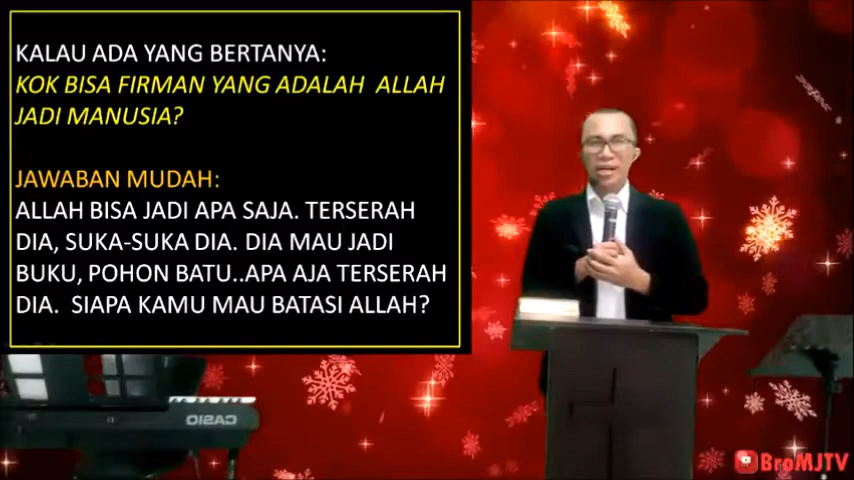 KALAU ADA YANG BERTANYA:
KOK BISA FIRMAN YANG ADALAH ALLAH
JADI MANUSIA?
JAWABAN MUDAH:
ALLAH BISA JADI APA SAJA. TERSERAH
DIA, SUKA-SUKA DIA. DIA MAU JADI
BUKU, POHON BATU..APA AJA TERSERAH
DIA. SIAPA KAMU MAU BATASI ALLAH?
CASIO
BroMJTV